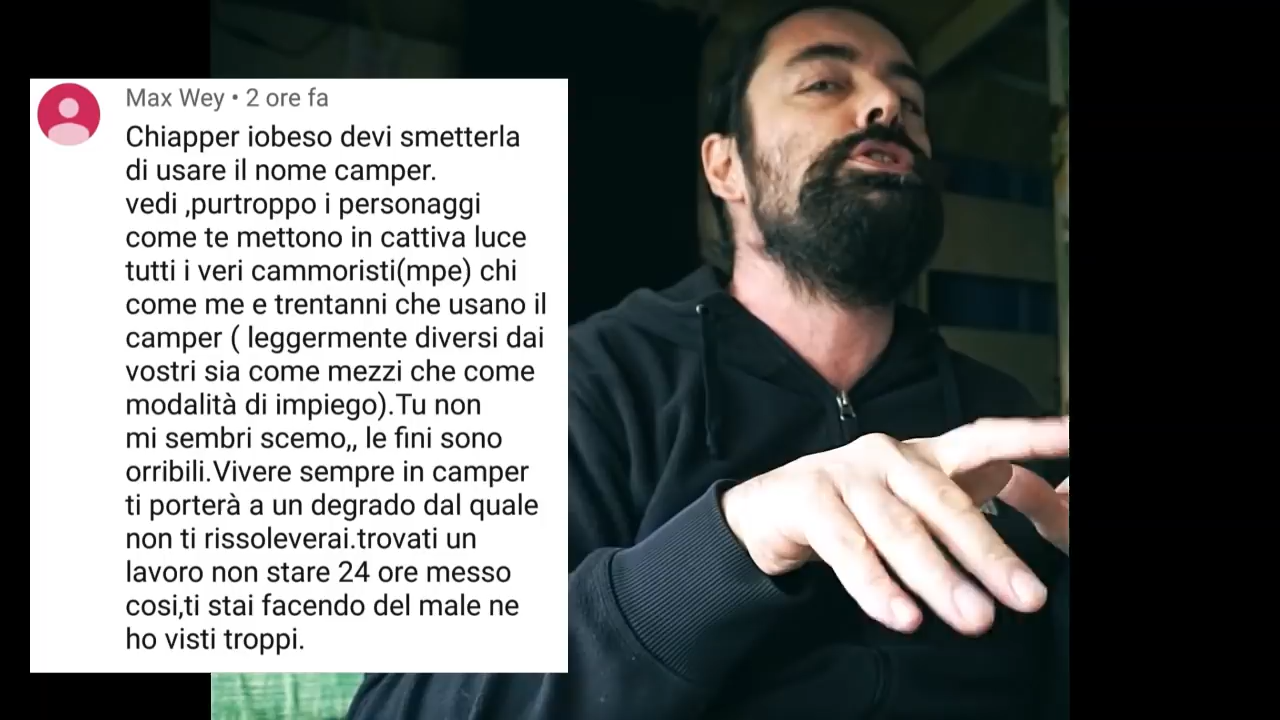 Max Wey • 2 ore fa
Chiapper iobeso devi smetterla
di usare il nome camper.
vedi ,purtroppo i personaggi
come te mettono in cattiva luce
tutti i veri cammoristi(mpe) chi
come me e trentanni che usano il
camper ( leggermente diversi dai
vostri sia come mezzi che come
modalità di impiego).Tu non
mi sembri scemo,, le fini sono
orribili.Vivere sempre in camper
ti porterà a un degrado dal quale
non ti rissoleverai.trovati un
lavoro non stare 24 ore messo
cosi,ti stai facendo del male ne
ho visti troppi.